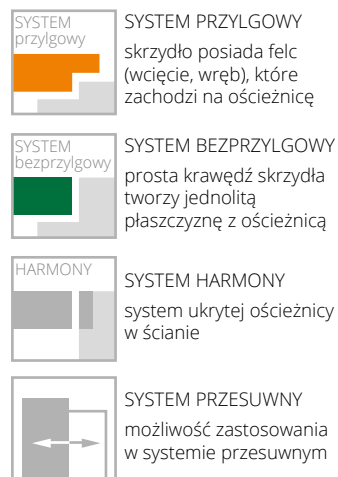 SYSTEM
przylgowy
SYSTEM PRZYLGOWY
skrzydło posiada felc
(wcięcie, wręb), które
zachodzi na ościeżnicę
SYSTEM
bezprzylgowy
SYSTEM BEZPRZYLGOWY
prosta krawędź skrzydła
tworzy jednolitą
płaszczyznę z ościeżnicą
HARMONY
SYSTEM HARMONY
system ukrytej ościeżnicy
w ścianie
SYSTEM PRZESUWNY
możliwość zastosowania
w systemie przesuwnym